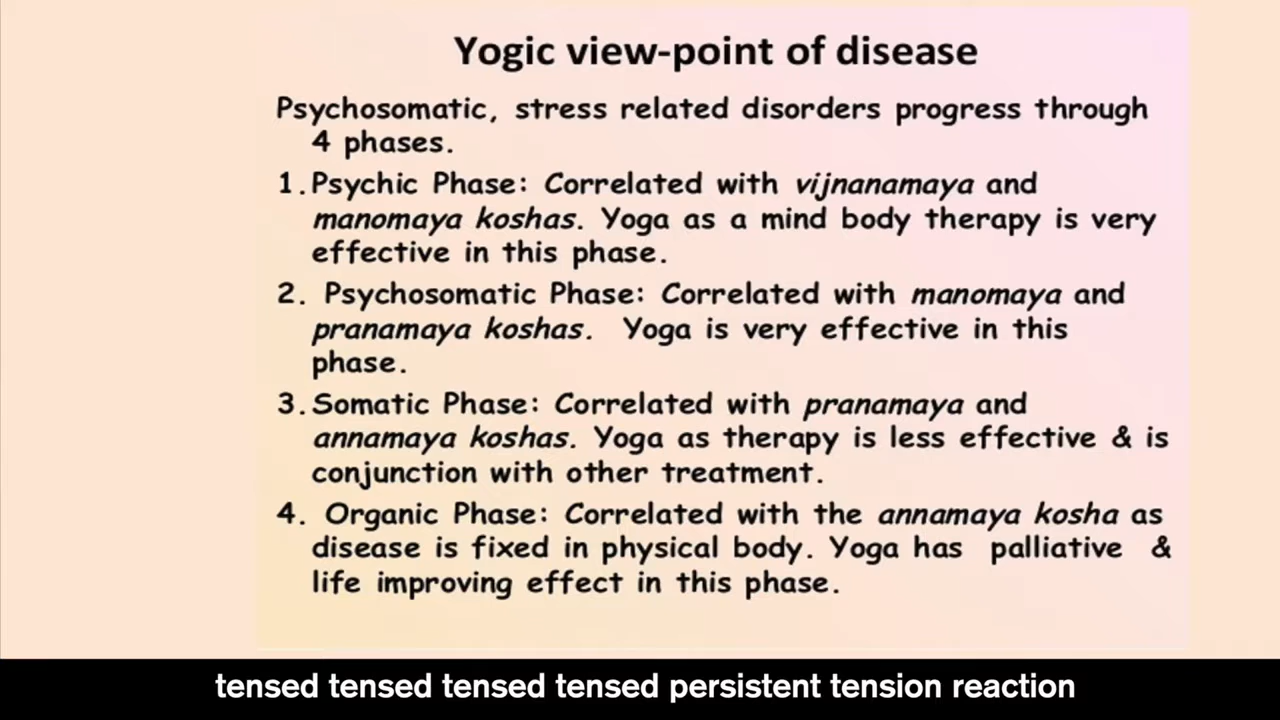 Yogic view-point of disease
Psychosomatic, stress related disorders progress through
4 phases.
1. Psychic Phase: Correlated with vijnanamaya and
manomaya koshas. Yoga as a mind body therapy is very
effective in this phase.
2. Psychosomatic Phase: Correlated with manomaya and
pranamaya koshas. Yoga is very effective in this
phase.
3. Somatic Phase: Correlated with pranamaya and
annamaya koshas. Yoga as therapy is less effective & is
conjunction with other treatment.
4. Organic Phase: Correlated with the annamaya kosha as
disease is fixed in physical body. Yoga has palliative &
life improving effect in this phase.
tensed tensed tensed tensed persistent tension reaction